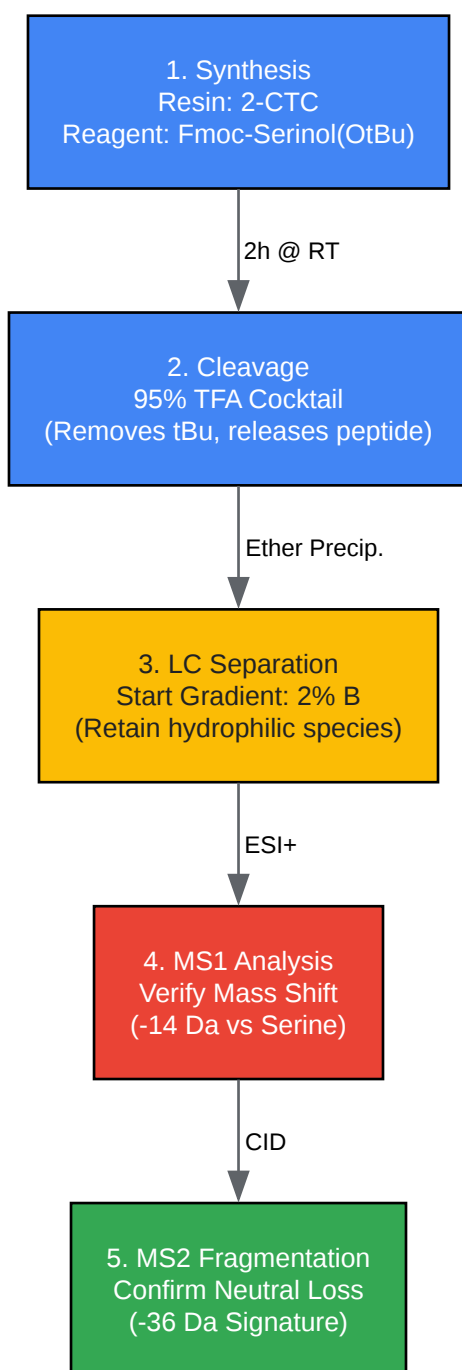 1. Synthesis
Resin: 2-CTC
Reagent: Fmoc-Serinol(OtBu)
2h @ RT
2. Cleavage
95% TFA Cocktail
(Removes tBu, releases peptide)
Ether Precip.
3. LC Separation
Start Gradient: 2% B
(Retain hydrophilic species)
ESI+
4. MS1 Analysis
Verify Mass Shift
(-14 Da vs Serine)
CID
5. MS2 Fragmentation
Confirm Neutral Loss
(-36 Da Signature)